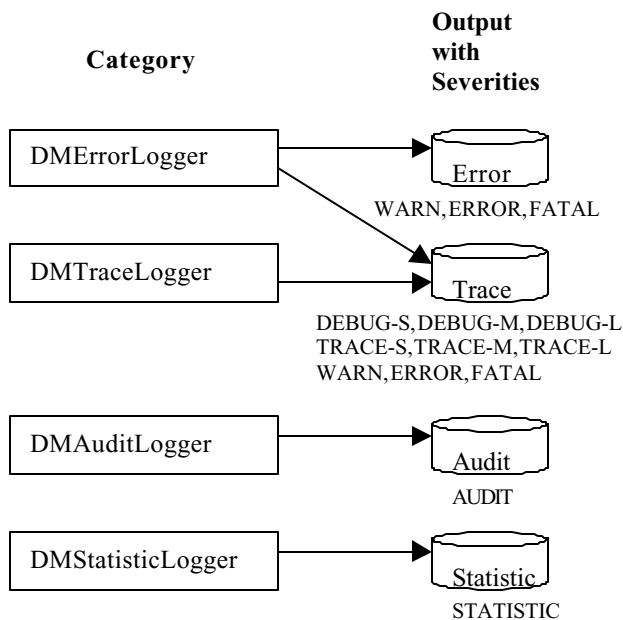 Category
Output
with
Severities
DMErrorLogger
Error
WARN,ERROR,FATAL
DMTraceLogger
Trace
DEBUG-S,DEBUG-M,DEBUG-L
TRACE-S,TRACE-M,TRACE-L
WARN,ERROR,FATAL
DMAuditLogger
Audit
AUDIT
DMStatisticLogger
Statistic
STATISTIC